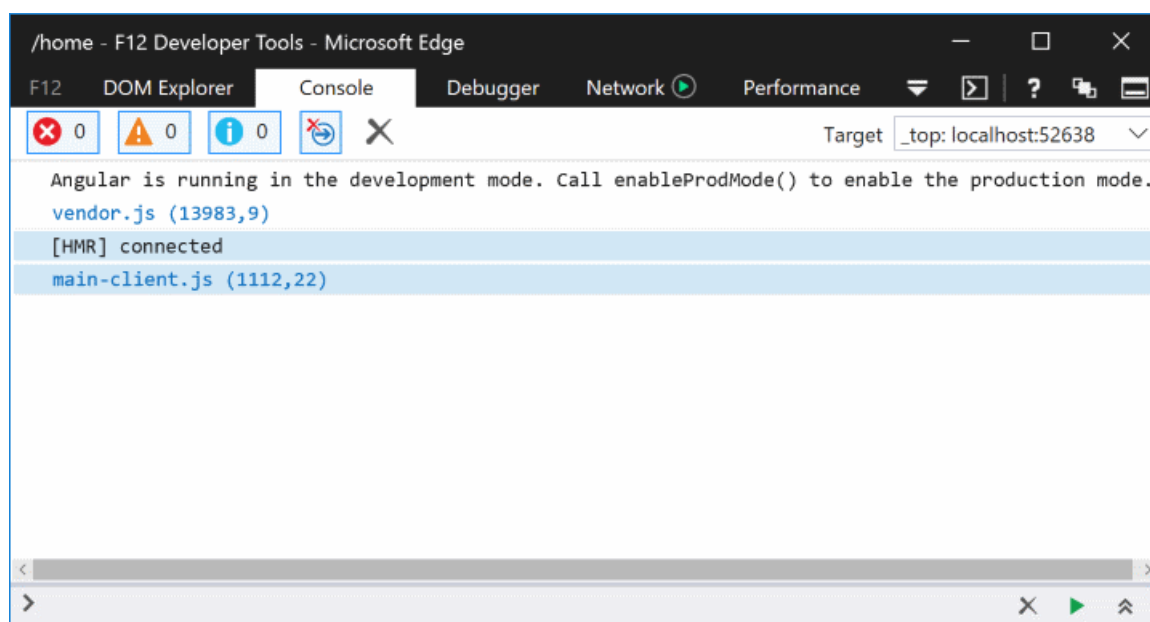 /home - F12 Developer Tools - Microsoft Edge
F12 DOM Explorer Console Debugger Network Performance ?
0 0 0 Target _top: localhost:52638
Angular is running in the development mode. Call enableProdMode() to enable the production mode.
vendor.js (13983,9)
[HMR] connected
main-client.js (1112,22)